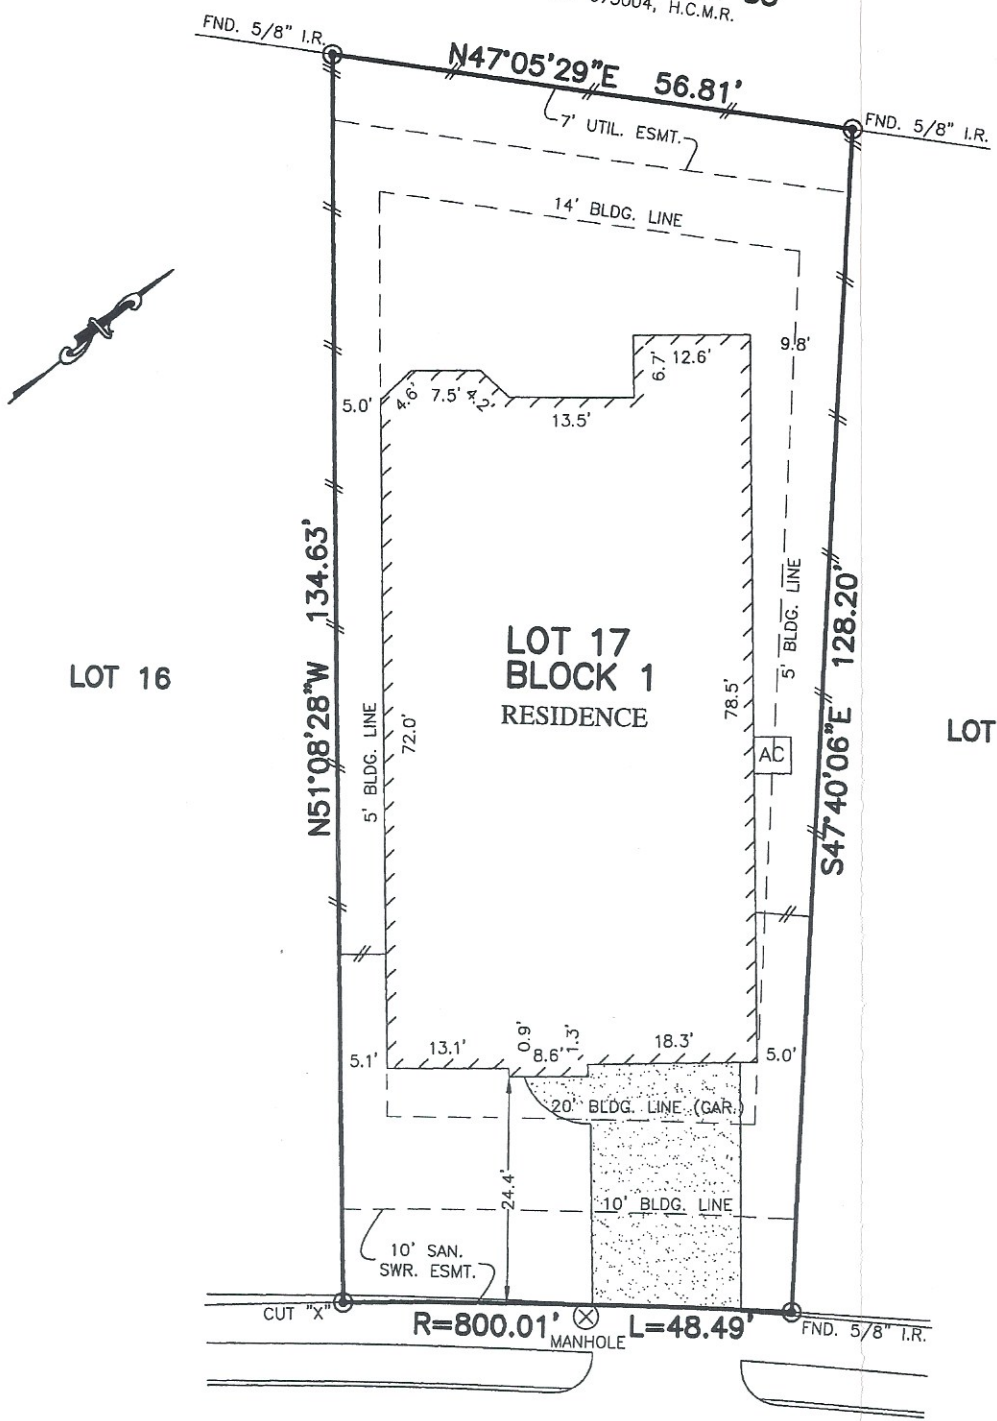 H.C.M.R.
FND. 5/8" I.R.
N47°05'29"E 56.81'
FND. 5/8" I.R.
7' UTIL. ESMT.
14' BLDG. LINE
9.8'
6.7'
12.6'
5.0'
4.6'
7.5'
4.2'
13.5'
N51°08'28"W 134.63'
5' BLDG. LINE
128.20'
S47°40'06"E
LOT 17
BLOCK 1
RESIDENCE
LOT 16
LOT
72.0'
78.5'
5' BLDG. LINE
AC
13.1'
0.9'
8.6'
1.3'
18.3'
5.1'
5.0'
20' BLDG. LINE (GAR.)
24.4'
10' BLDG. LINE
10' SAN.
SWR. ESMT.
CUT "X"
R=800.01'
L=48.49'
MANHOLE
FND. 5/8" I.R.